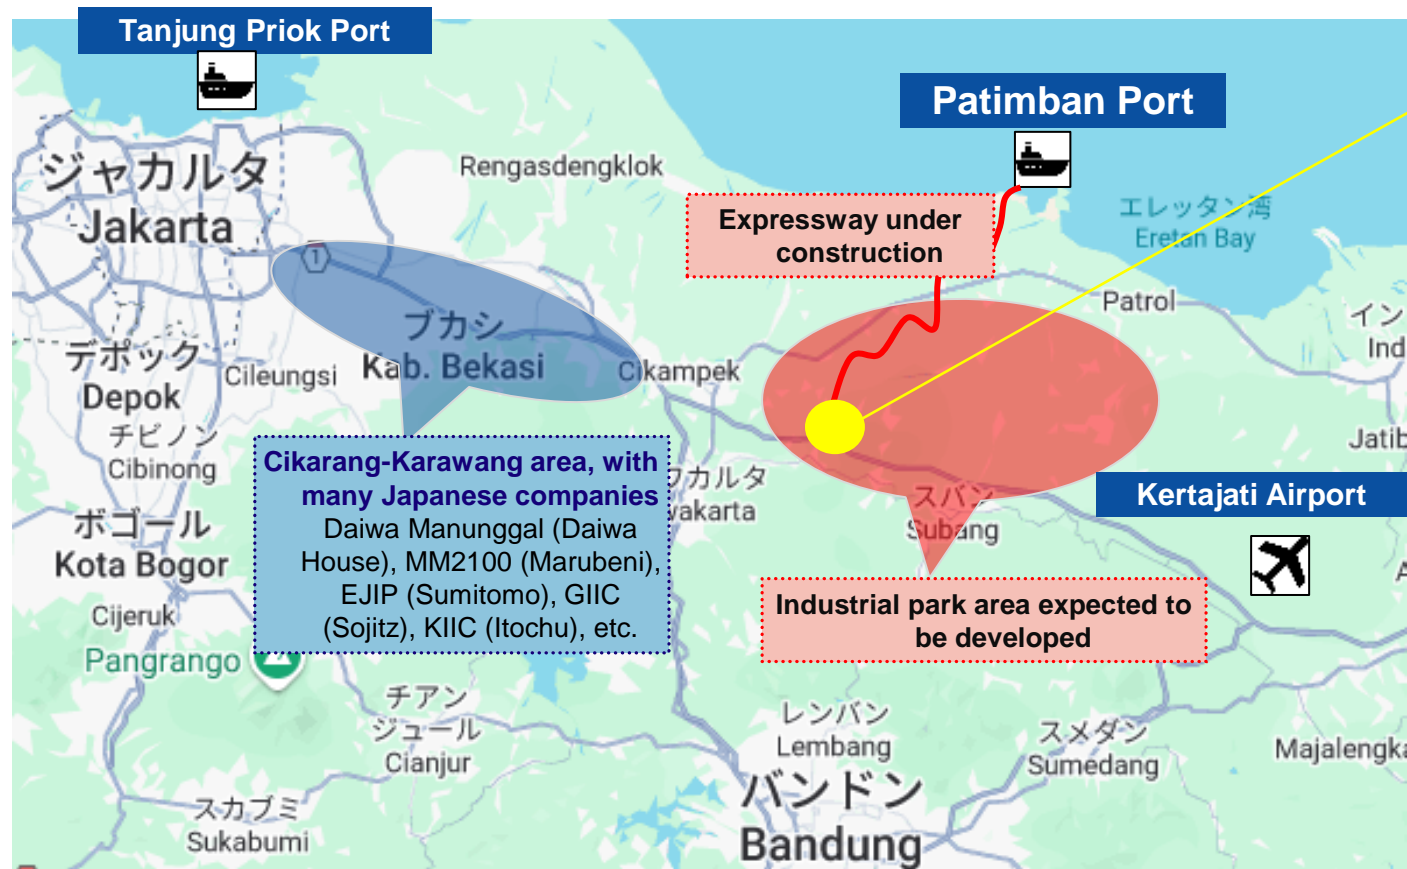 Tanjung Priok Port
Patimban Port
ジャカルタ
Jakarta
Rengasdengklok
Expressway under
construction
エレッタン湾
Eretan Bay
1
Patrol
イン
Ind
ブカシ
Kab. Bekasi
デポック
Depok
Cileungsi
Cikampek
チビノン
Cibinong
Jatib
Cikarang-Karawang area, with
many Japanese companies
Daiwa Manunggal (Daiwa
House), MM2100 (Marubeni),
EJIP (Sumitomo), GIIC
(Sojitz), KIIC (Itochu), etc.
ワカルタ
wakarta
スバン
Subang
Kertajati Airport
ボゴール
Kota Bogor
Cijeruk
Pangrango
Industrial park area expected to
be developed
A
チアン
ジュール
Cianjur
レンバン
Lembang
スメダン
Sumedang
Majalengka
スカブミ
Sukabumi
バンドン
Bandung